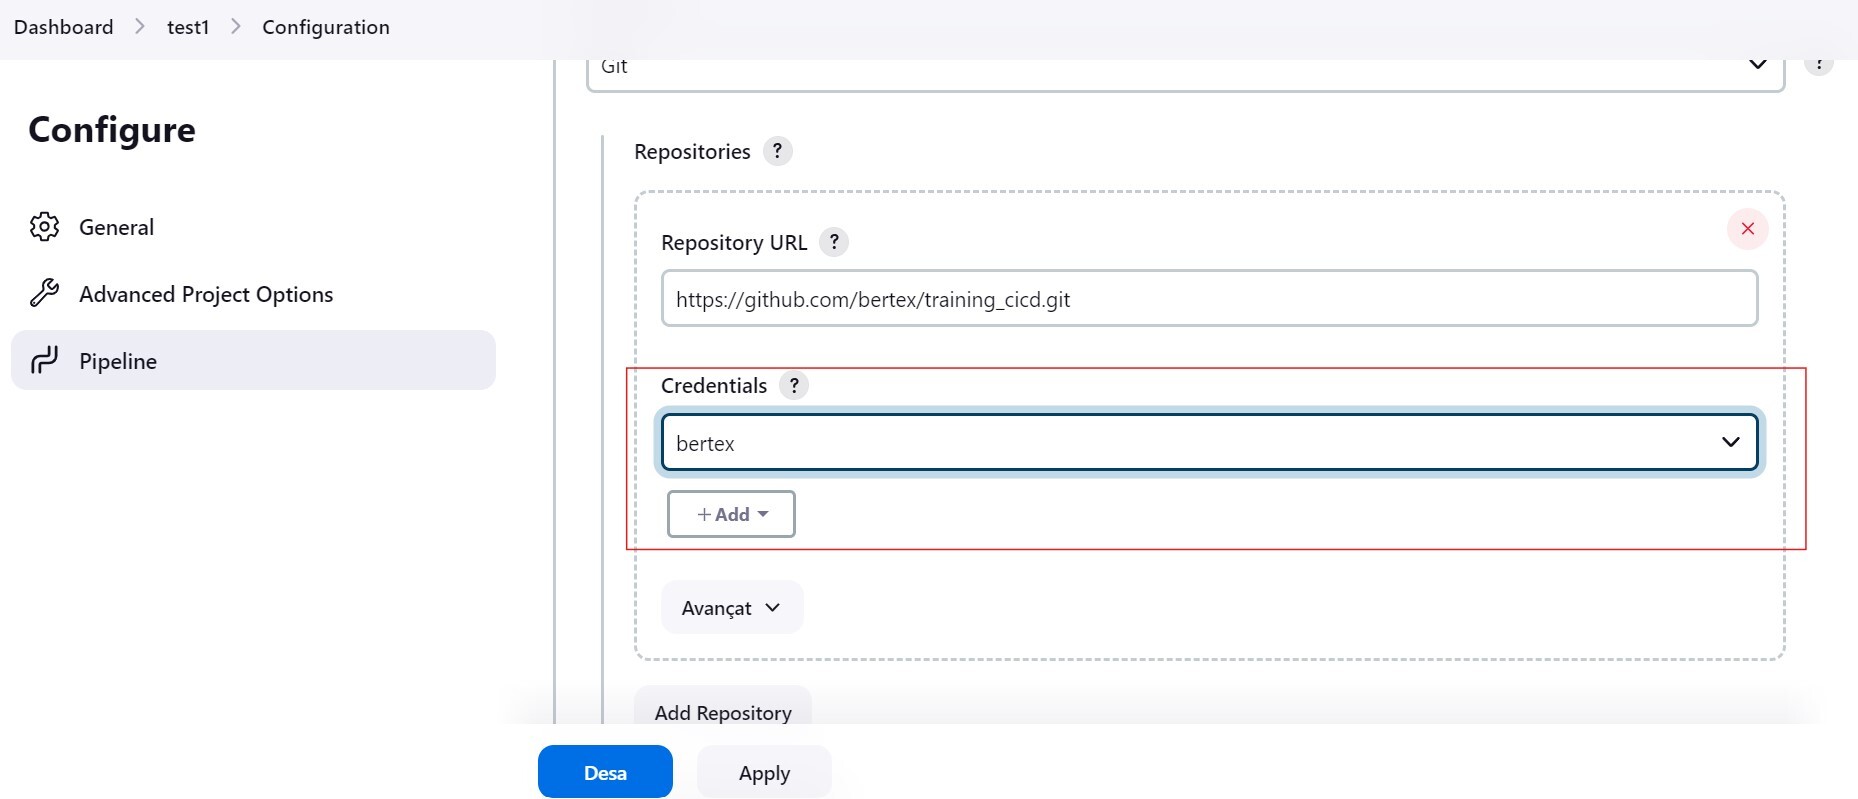 Dashboard > test1 > Configuration
Git
?
Configure
General
Advanced Project Options
Pipeline
Repositories ?
Repository URL ?
https://github.com/bertex/training_cicd.git
Credentials ?
bertex
+ Add
Avançat
Add Repository
Desa
Apply